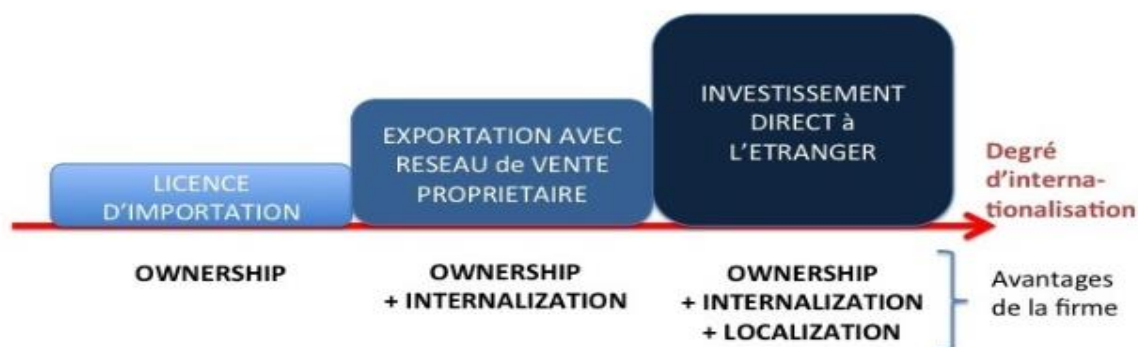 LICENCE
D'IMPORTATION
EXPORTATION AVEC
RESEAU de VENTE
PROPRIETAIRE
INVESTISSEMENT
DIRECT à
L'ETRANGER
Degré
d'interna-
tionalisation
OWNERSHIP
OWNERSHIP
+ INTERNALIZATION
OWNERSHIP
+ INTERNALIZATION
+ LOCALIZATION
Avantages
de la firme